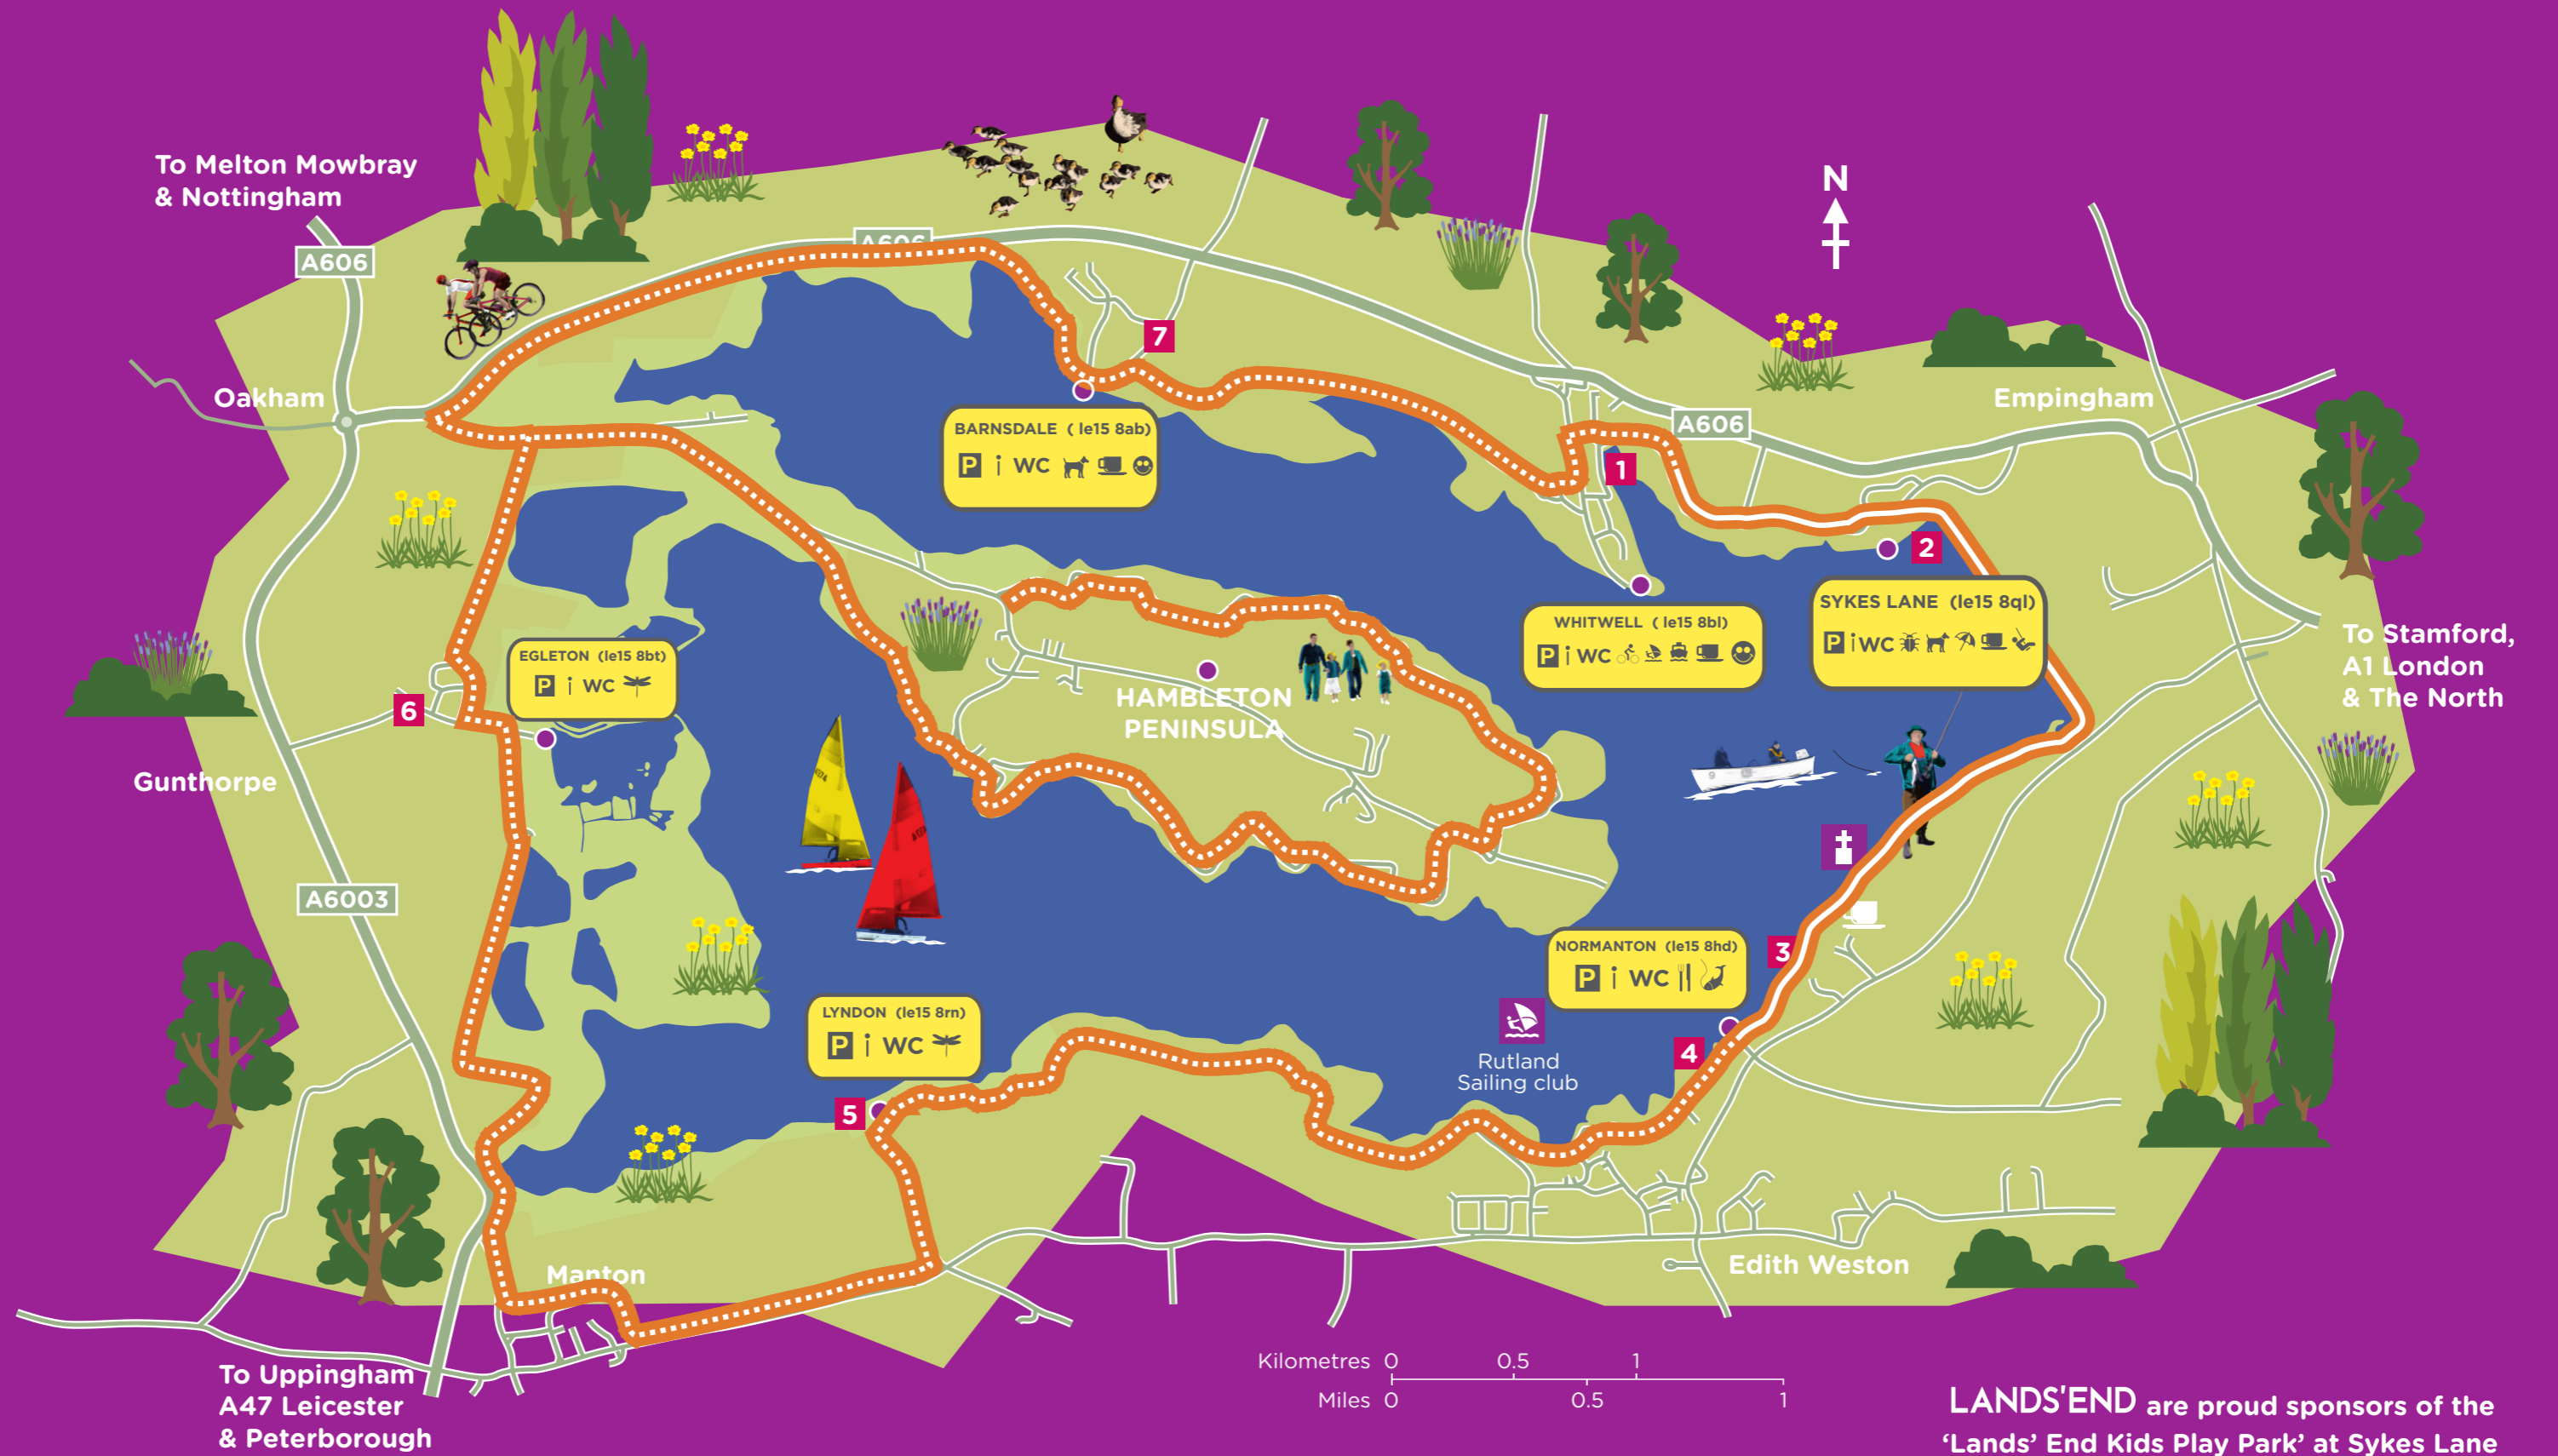 To Melton Mowbray
& Nottingham
A606
A606
N
Oakham
7
A606
Empingham
BARNSDALE ( le15 8ab)
P i WC
1
2
SYKES LANE (le15 8ql)
P i WC
WHITWELL ( le15 8bl)
P i WC
To Stamford,
A1 London
& The North
EGLETON (le15 8bt)
P i WC
6
HAMBLETON
PENINSULA
Gunthorpe
A6003
3
NORMANTON (le15 8hd)
P i WC
LYNDON (le15 8rn)
P i WC
4
Rutland
Sailing club
5
Manton
Edith Weston
To Uppingham
A47 Leicester
& Peterborough
Kilometres 0 0.5 1
Miles 0 0.5 1
LANDS'END are proud sponsors of the
‘Lands’ End Kids Play Park’ at Sykes Lane